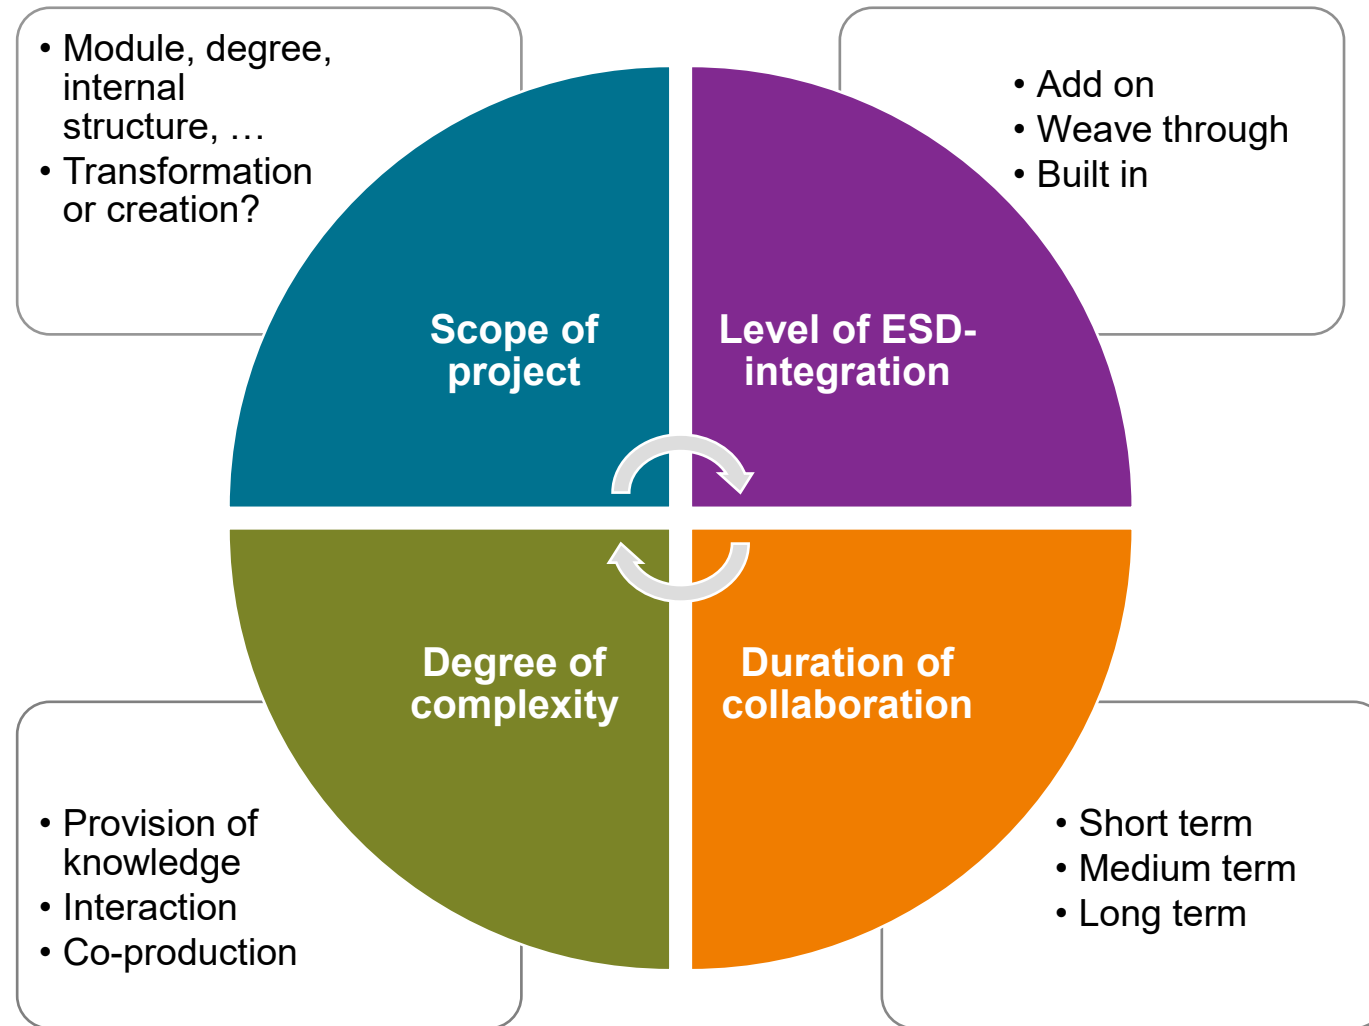 • Module, degree,
internal
structure, …
• Transformation
or creation?
• Add on
• Weave through
• Built in
Scope of
project
Level of ESD-
integration
Degree of
complexity
Duration of
collaboration
• Provision of
knowledge
• Interaction
• Co-production
• Short term
• Medium term
• Long term